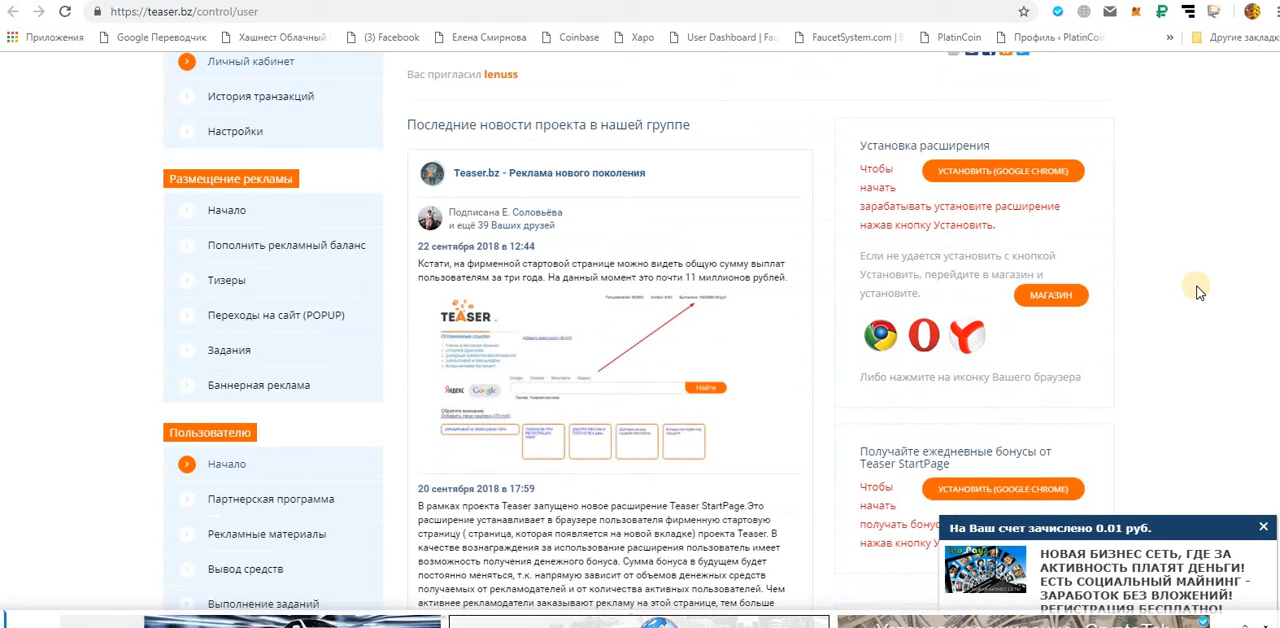 https://teaser.bz/control/user
Приложения
Google Переводчик
Хашнест Облачный
(3) Facebook
Елена Смирнова
Coinbase
Харо
User Dashboard | Fau
FaucetSystem.com | E
PlatinCoin
Профиль ‹ PlatinCoin
»
Другие закладки
Личный кабинет
История транзакций
Настройки
Размещение рекламы
Начало
Пополнить рекламный баланс
Тизеры
Переходы на сайт (POPUP)
Задания
Баннерная реклама
Пользователю
Начало
Партнерская программа
Рекламные материалы
Вывод средств
Выполнение заданий
Вас пригласил lenuss
Последние новости проекта в нашей группе
Teaser.bz - Реклама нового поколения
Подписана Е. Соловьёва
и ещё 39 Ваших друзей
22 сентября 2018 в 12:44
Кстати, на фирменной стартовой странице можно видеть общую сумму выплат
пользователям за три года. На данный момент это почти 11 миллионов рублей.
TEASER
Оплаченные ссылки
Яндекс
Google
Найти
20 сентября 2018 в 17:59
В рамках проекта Teaser запущено новое расширение Teaser StartPage.Это
расширение устанавливает в браузере пользователя фирменную стартовую
страницу ( страница, которая появляется на новой вкладке) проекта Teaser. В
качестве вознаграждения за использование расширения пользователь имеет
возможность получения денежного бонуса. Сумма бонуса в будущем будет
постоянно меняться, т.к. напрямую зависит от объемов денежных средств
получаемых от рекламодателей и от количества активных пользователей. Чем
активнее рекламодатели заказывают рекламу на этой странице, тем больше
Установка расширения
Чтобы
начать
зарабатывать установите расширение
нажав кнопку Установить.
УСТАНОВИТЬ (GOOGLE CHROME)
Если не удается установить с кнопкой
Установить, перейдите в магазин и
установите.
МАГАЗИН
Либо нажмите на иконку Вашего браузера
Получайте ежедневные бонусы от
Teaser StartPage
Чтобы
начать
УСТАНОВИТЬ (GOOGLE CHROME)
нажав
На Ваш счет зачислено 0.01 руб.
НОВАЯ БИЗНЕС СЕТЬ, ГДЕ ЗА
АКТИВНОСТЬ ПЛАТЯТ ДЕНЬГИ!
ЕСТЬ СОЦИАЛЬНЫЙ МАЙНИНГ -
ЗАРАБОТОК БЕЗ ВЛОЖЕНИЙ!
РЕГИСТРАЦИЯ БЕСПЛАТНО!